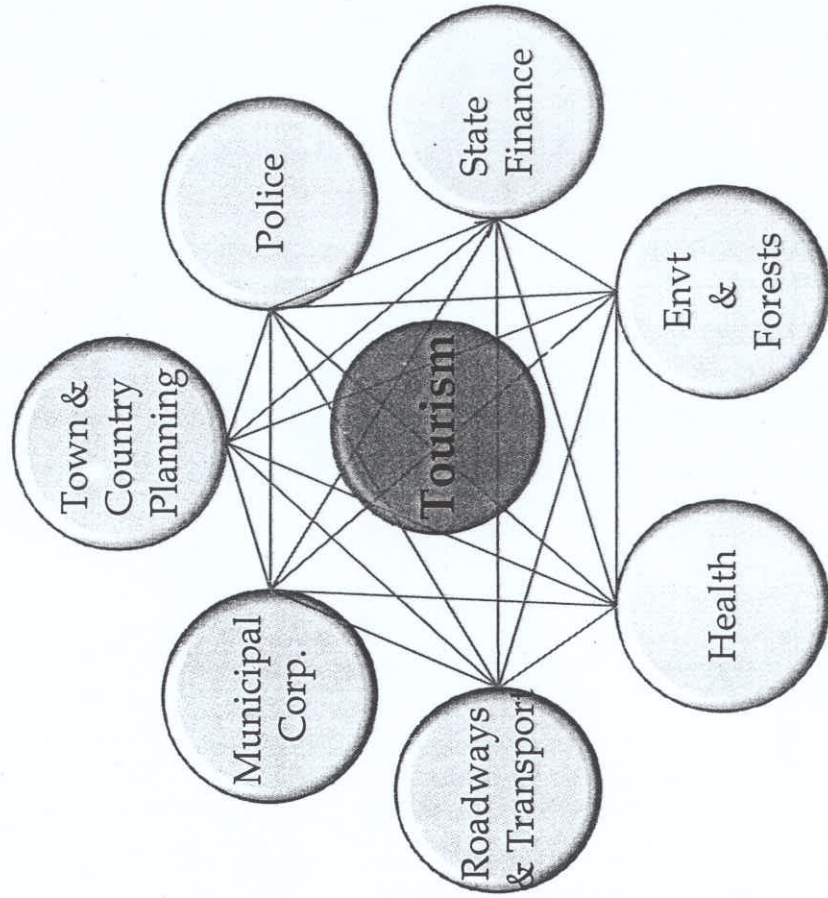 Town &
Country
Planning
Police
State
Finance
Envt
&
Forests
Health
Roadways
& Transport
Municipal
Corp.
Tourism